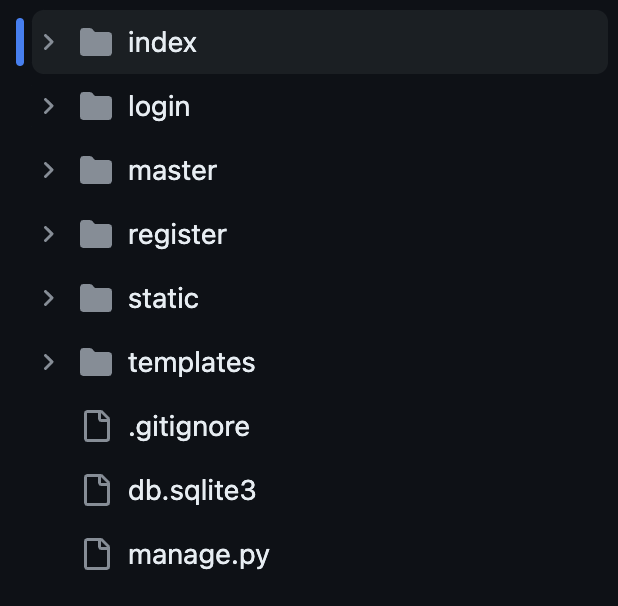 index
login
master
register
static
templates
.gitignore
db.sqlite3
manage.py